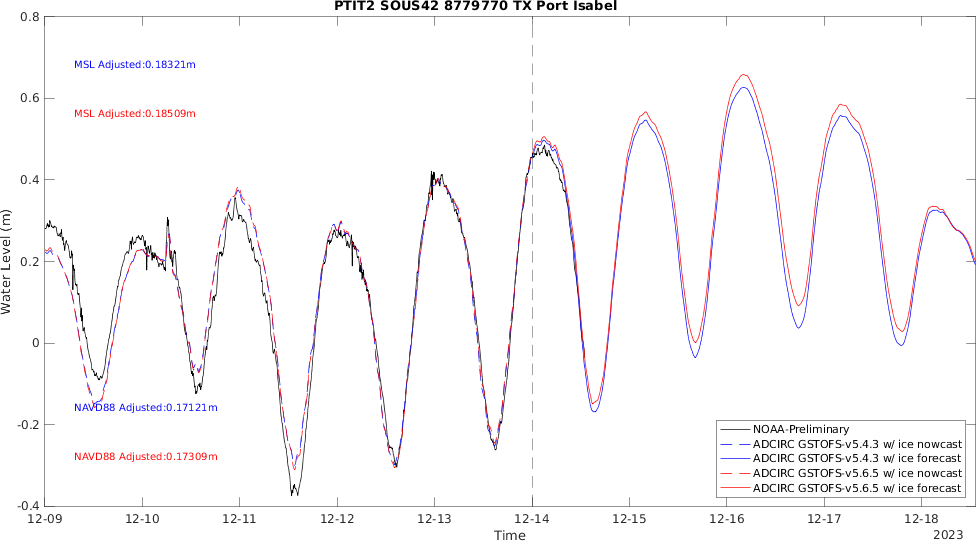 PTIT2 SOUS42 8779770 TX Port Isabel
0.8
0.6
0.4
0.2
0
-0.2
-0.4
Water Level (m)
MSL Adjusted:0.18321m
MSL Adjusted:0.18509m
NAVD88 Adjusted:0.17121m
NAVD88 Adjusted:0.17309m
NOAA-Preliminary
ADCIRC GSTOFS-v5.4.3 w/ ice nowcast
ADCIRC GSTOFS-v5.4.3 w/ ice forecast
ADCIRC GSTOFS-v5.6.5 w/ ice nowcast
ADCIRC GSTOFS-v5.6.5 w/ ice forecast
12-09 12-10 12-11 12-12 12-13 12-14 12-15 12-16 12-17 12-18
Time
2023